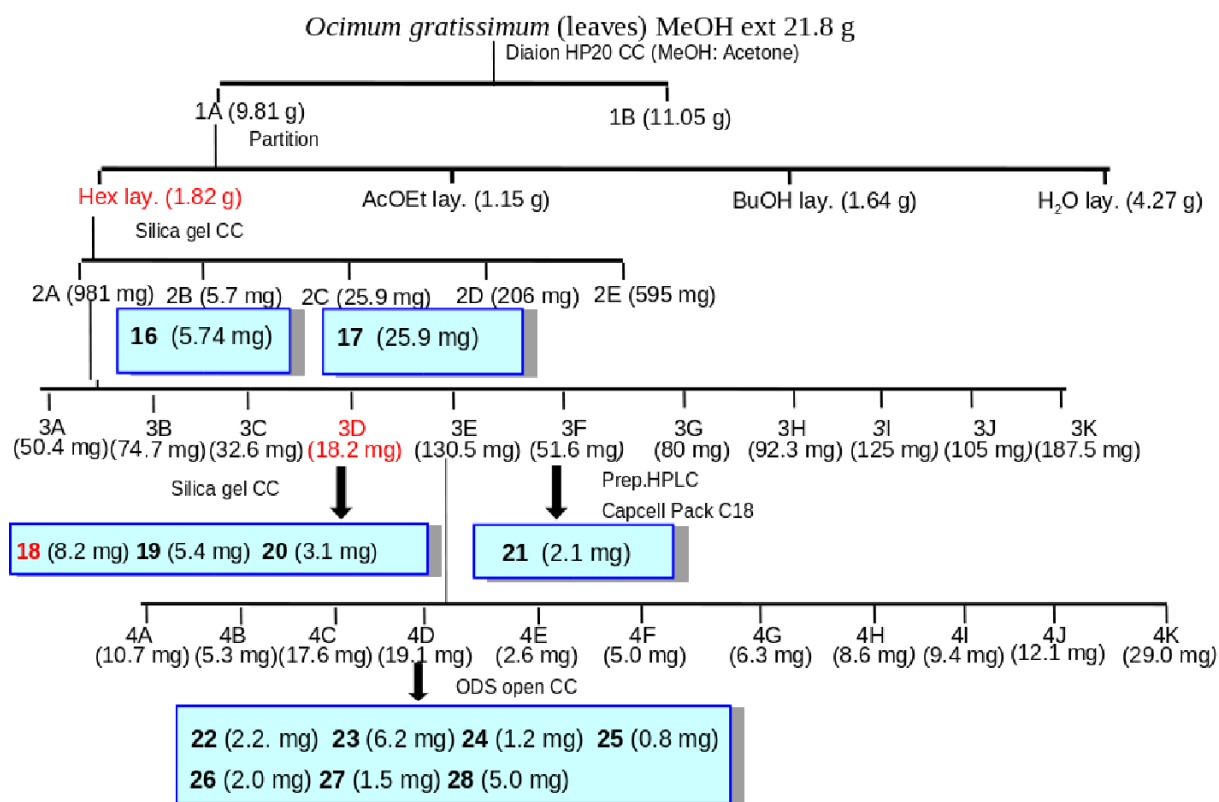 Ocimum gratissimum (leaves) MeOH ext 21.8 g
Diaion HP20 CC (MeOH: Acetone)
1A (9.81 g)
1B (11.05 g)
Partition
Hex lay. (1.82 g)
AcOEt lay. (1.15 g)
BuOH lay. (1.64 g)
H₂O lay. (4.27 g)
Silica gel CC
2A (981 mg) 2B (5.7 mg) 2C (25.9 mg) 2D (206 mg) 2E (595 mg)
16 (5.74 mg)
17 (25.9 mg)
3A 3B 3C 3D 3E 3F 3G 3H 3I 3J 3K
(50.4 mg) (74.7 mg) (32.6 mg) (18.2 mg) (130.5 mg) (51.6 mg) (80 mg) (92.3 mg) (125 mg) (105 mg) (187.5 mg)
Silica gel CC
Prep.HPLC
Capcell Pack C18
18 (8.2 mg) 19 (5.4 mg) 20 (3.1 mg)
21 (2.1 mg)
4A 4B 4C 4D 4E 4F 4G 4H 4I 4J 4K
(10.7 mg) (5.3 mg) (17.6 mg) (19.1 mg) (2.6 mg) (5.0 mg) (6.3 mg) (8.6 mg) (9.4 mg) (12.1 mg) (29.0 mg)
ODS open CC
22 (2.2. mg) 23 (6.2 mg) 24 (1.2 mg) 25 (0.8 mg)
26 (2.0 mg) 27 (1.5 mg) 28 (5.0 mg)